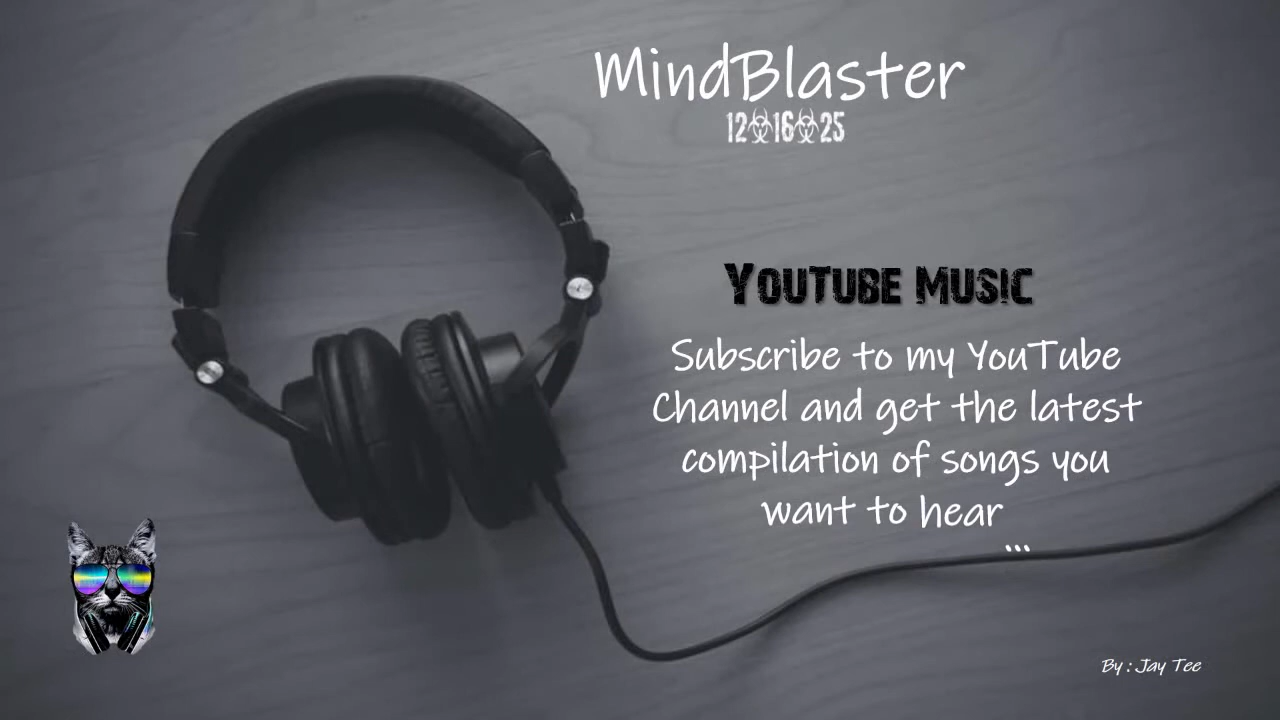 MindBlaster
12☣16☣25
YouTube Music
Subscribe to my YouTube
Channel and get the latest
compilation of songs you
want to hear
...
By : Jay Tee